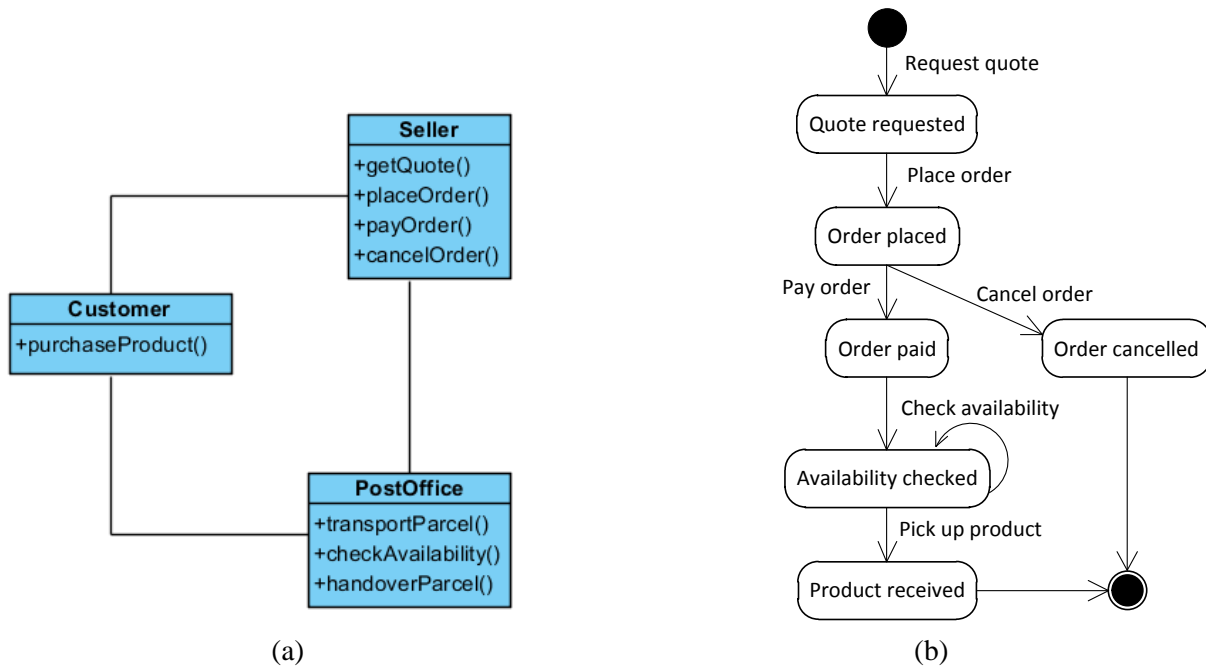 Seller
+getQuote()
+placeOrder()
+payOrder()
+cancelOrder()
Customer
+purchaseProduct()
PostOffice
+transportParcel()
+checkAvailability()
+handoverParcel()
(a)
Request quote
Quote requested
Place order
Order placed
Pay order
Cancel order
Order paid
Order cancelled
Check availability
Availability checked
Pick up product
Product received
(b)